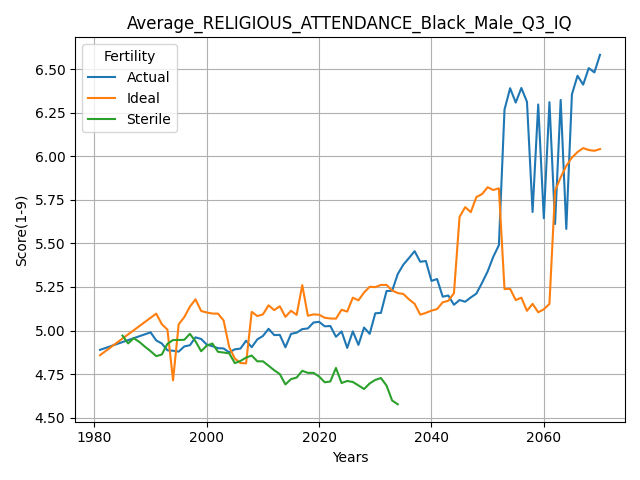 Average_RELIGIOUS_ATTENDANCE_Black_Male_Q3_IQ
Fertility
Actual
Ideal
Sterile
Score(1-9)
6.50
6.25
6.00
5.75
5.50
5.25
5.00
4.75
4.50
1980
2000
2020
2040
2060
Years